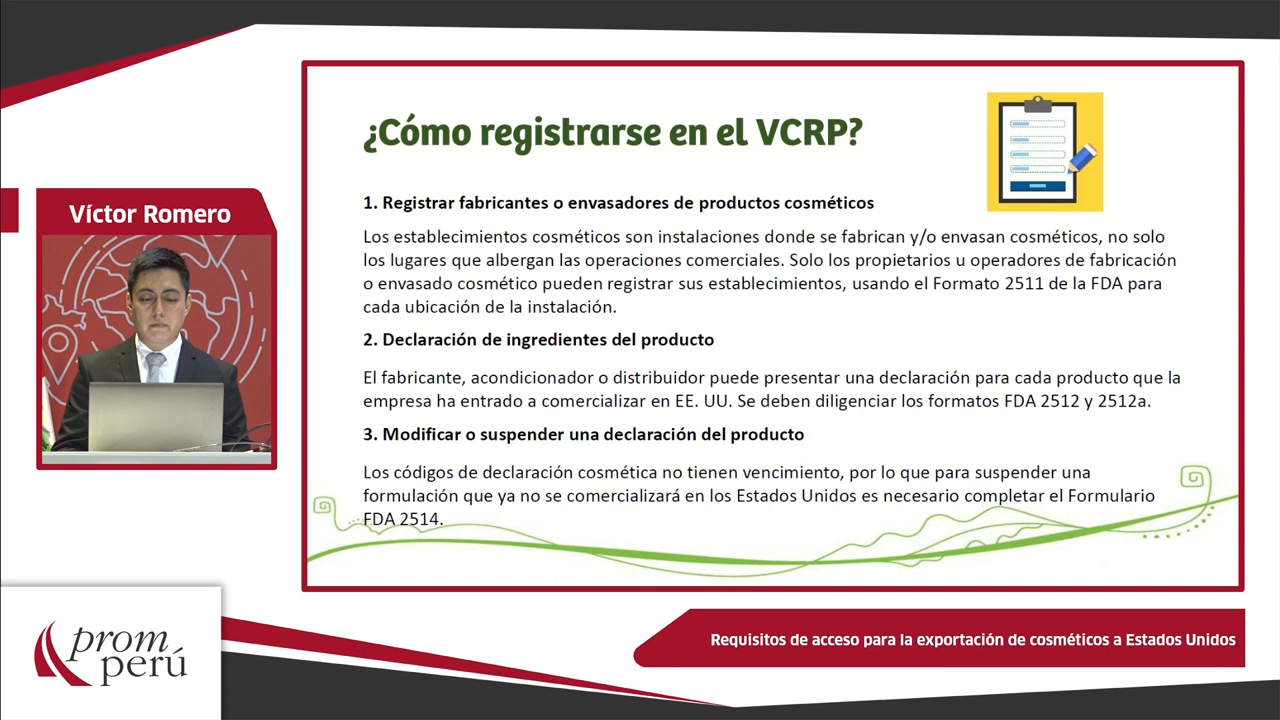 ¿Cómo registrarse en el VCRP?
Víctor Romero
1. Registrar fabricantes o envasadores de productos cosméticos
Los establecimientos cosméticos son instalaciones donde se fabrican y/o envasan cosméticos, no solo
los lugares que albergan las operaciones comerciales. Solo los propietarios u operadores de fabricación
o envasado cosmético pueden registrar sus establecimientos, usando el Formato 2511 de la FDA para
cada ubicación de la instalación.
2. Declaración de ingredientes del producto
El fabricante, acondicionador o distribuidor puede presentar una declaración para cada producto que la
empresa ha entrado a comercializar en EE. UU. Se deben diligenciar los formatos FDA 2512 y 2512a.
3. Modificar o suspender una declaración del producto
Los códigos de declaración cosmética no tienen vencimiento, por lo que para suspender una
formulación que ya no se comercializará en los Estados Unidos es necesario completar el Formulario
FDA 2514.
prom
perú
Requisitos de acceso para la exportación de cosméticos a Estados Unidos